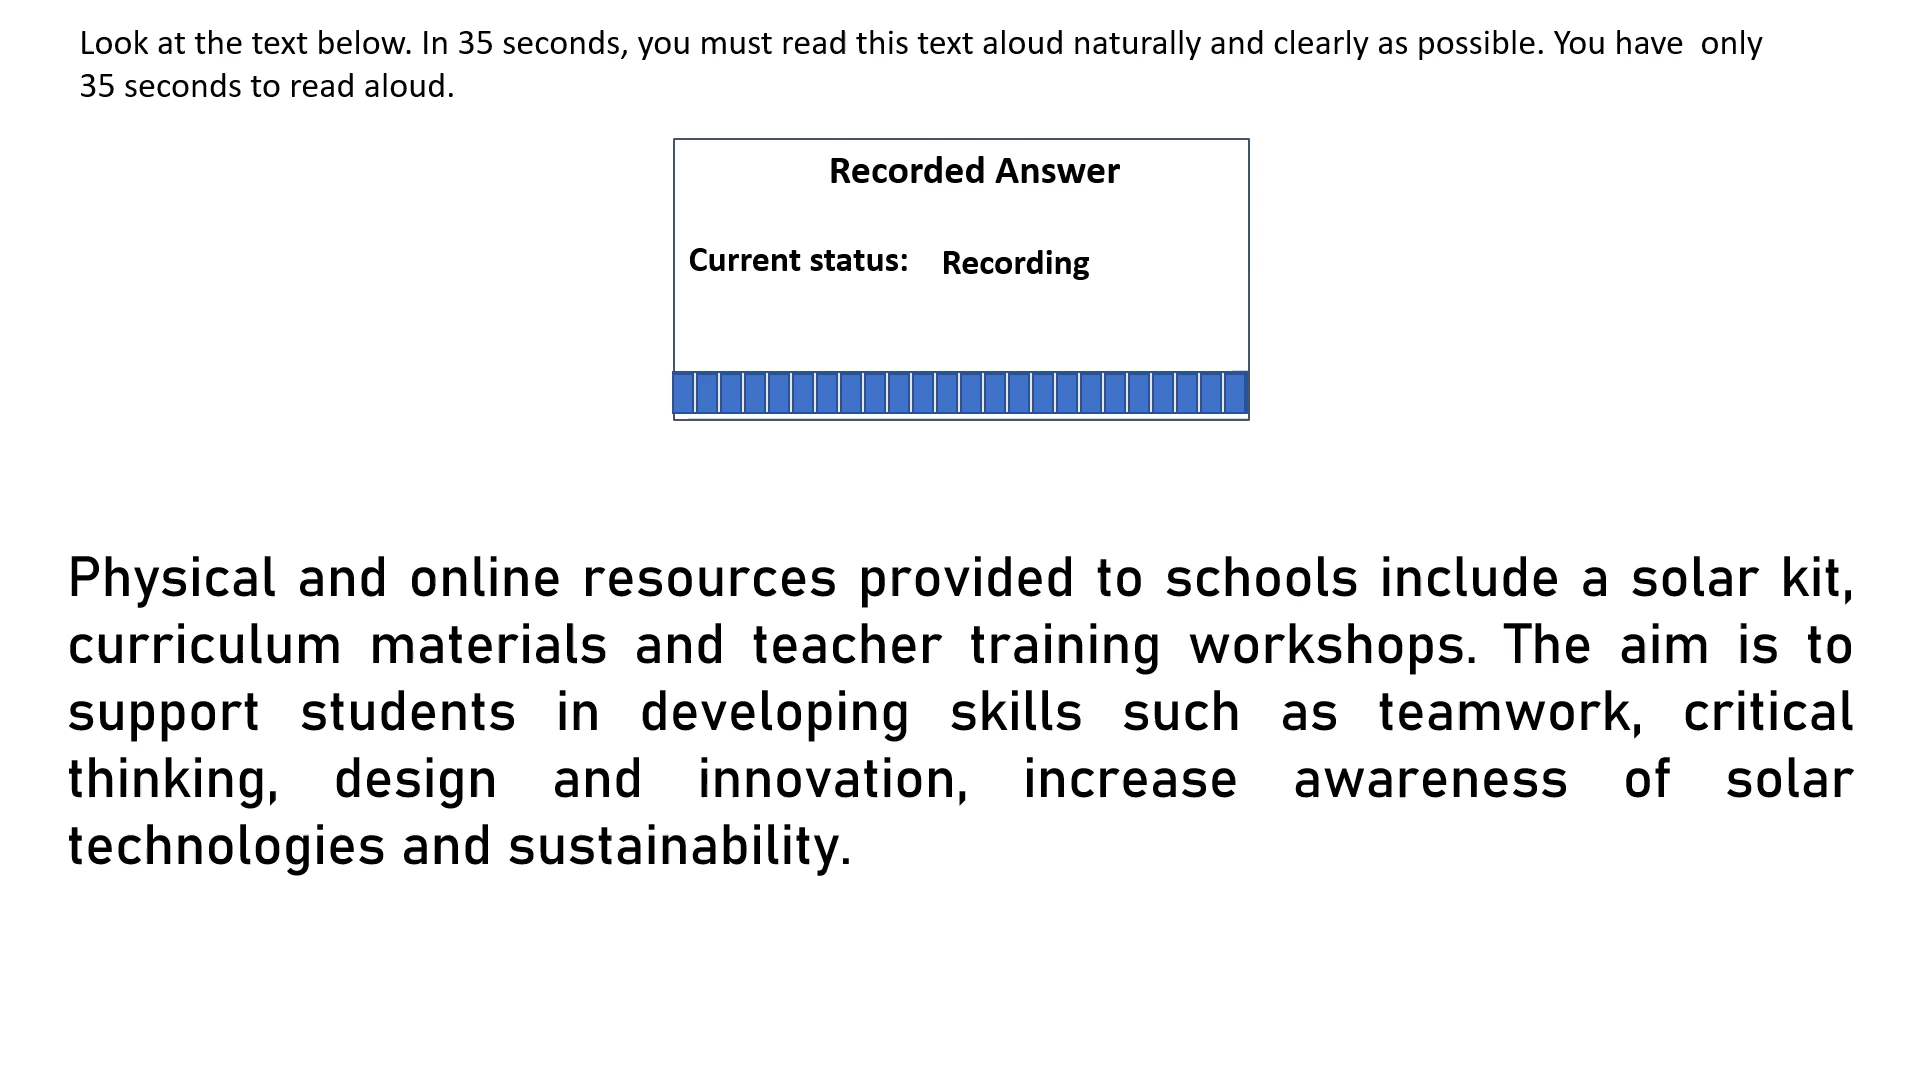 Look at the text below. In 35 seconds, you must read this text aloud naturally and clearly as possible. You have  only
35 seconds to read aloud.
Recorded Answer
Current status: Recording
Physical and online resources provided to schools include a solar kit,
curriculum materials and teacher training workshops. The aim is to
support students in developing skills such as teamwork, critical
thinking, design and innovation, increase awareness of solar
technologies and sustainability.